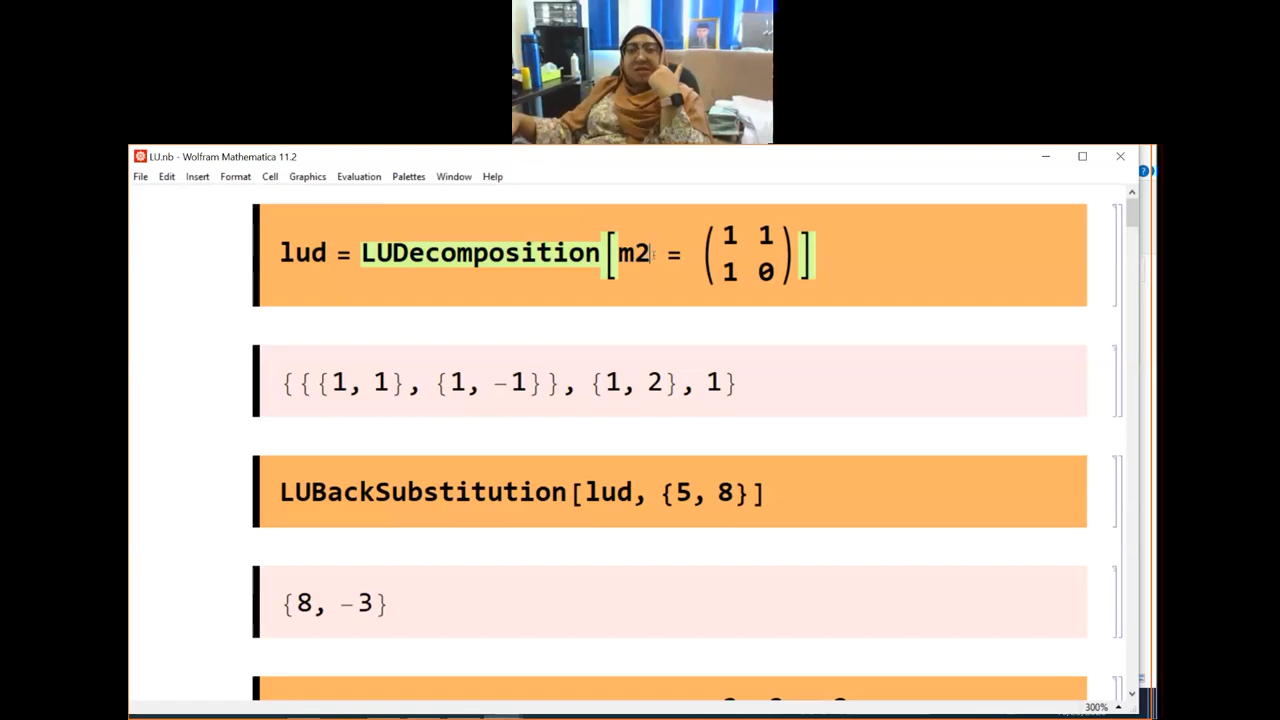 LU.nb - Wolfram Mathematica 11.2
File Edit Insert Format Cell Graphics Evaluation Palettes Window Help
lud = LUDecomposition[m2 = (1 1
1 0)]
{{{1, 1}, {1, -1}}, {1, 2}, 1}
LUBackSubstitution[lud, {5, 8}]
{8, -3}
300%